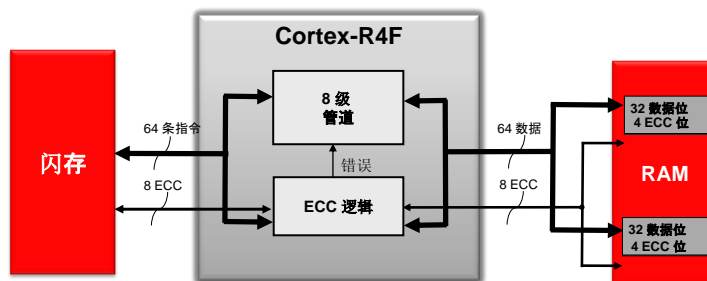 Cortex-R4F
8 级
管道
64 条指令
闪存
8 ECC
错误
ECC 逻辑
64 数据
8 ECC
32 数据位
4 ECC 位
RAM
32 数据位
4 ECC 位